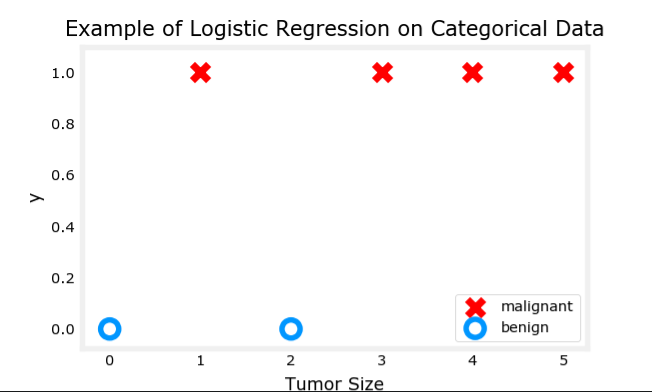 Example of Logistic Regression on Categorical Data
1.0
0.8
0.6
y
0.4
0.2
0.0
malignant
benign
0 1 2 3 4 5
Tumor Size